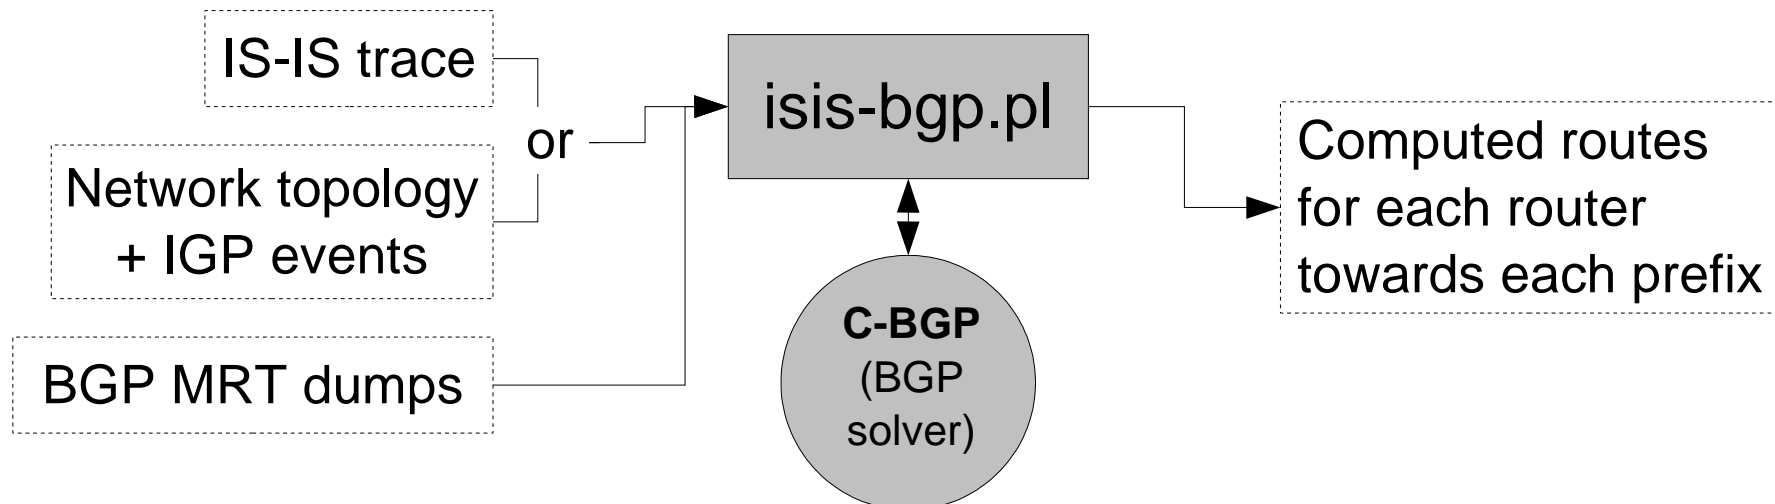 IS-IS trace
or
Network topology
+ IGP events
BGP MRT dumps
isis-bgp.pl
C-BGP
(BGP
solver)
Computed routes
for each router
towards each prefix